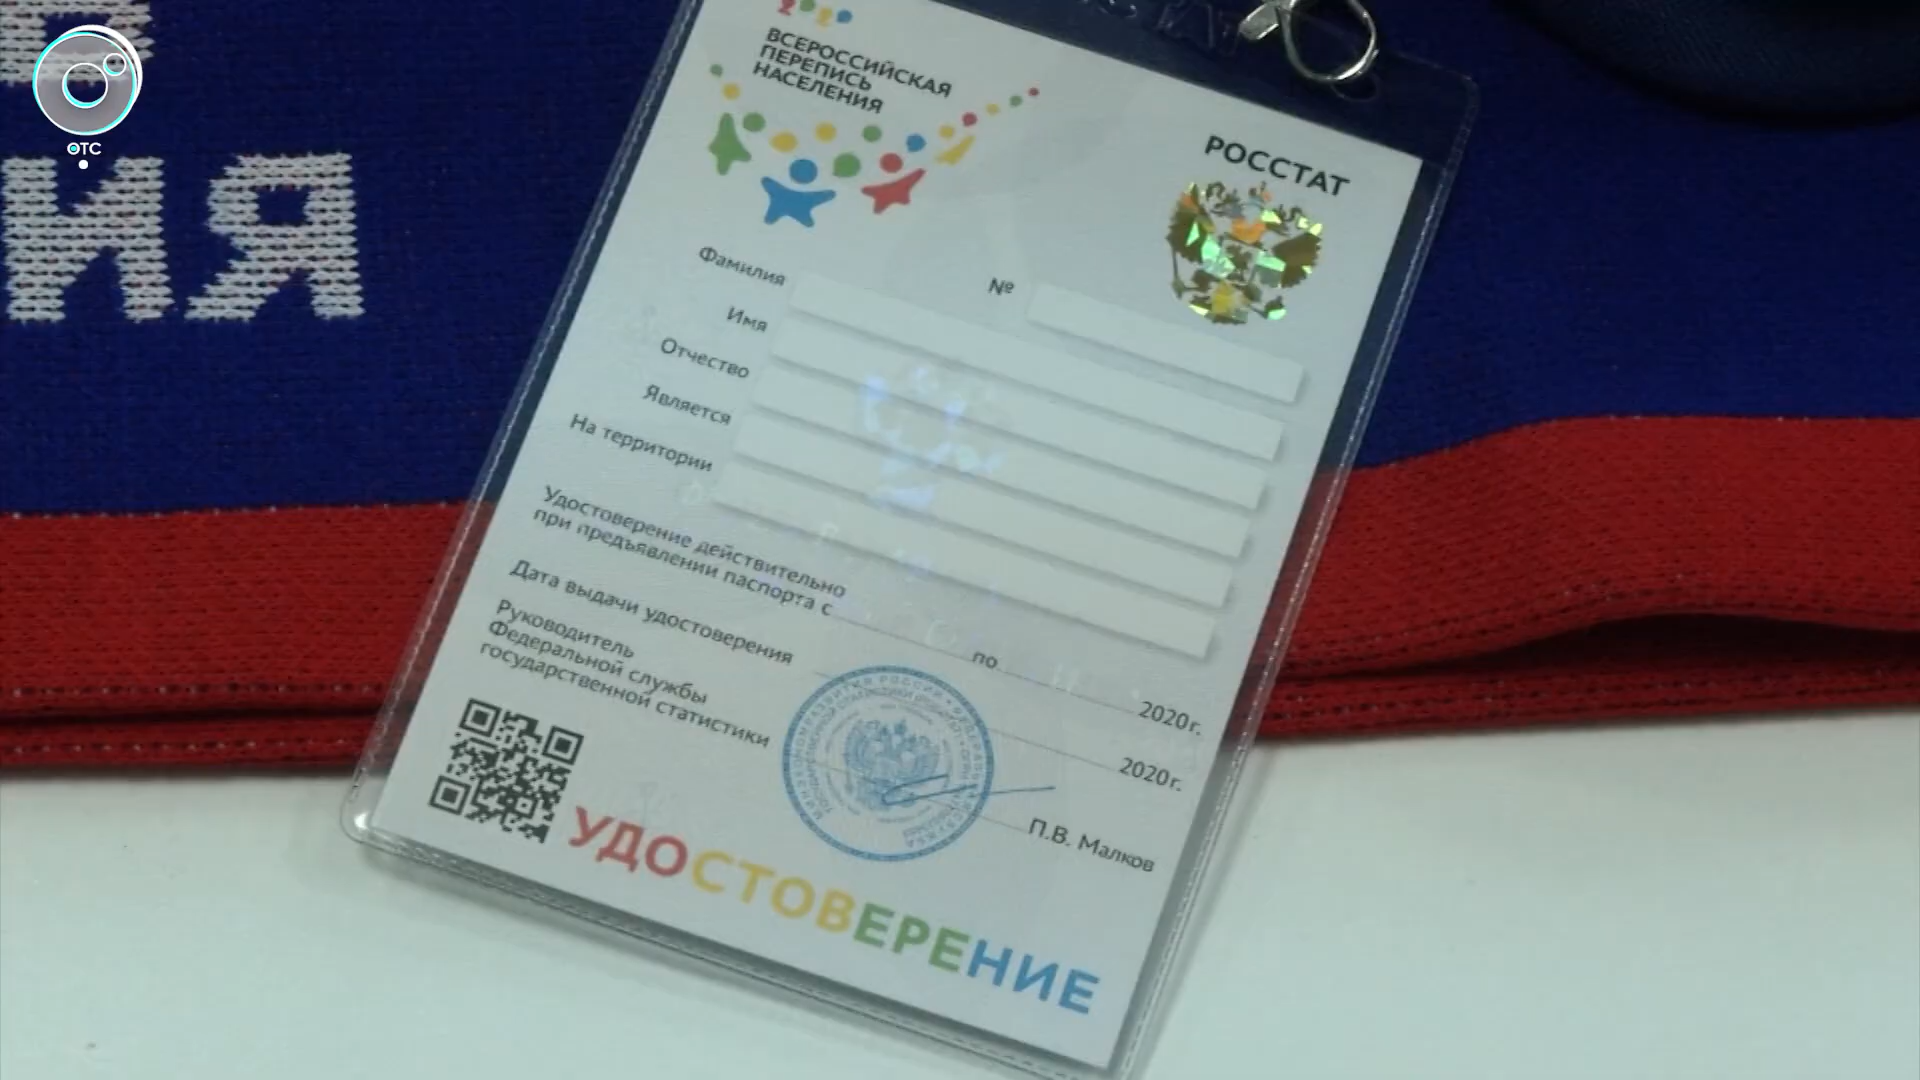 ОТС
ИЯ
ВСЕРОССИЙСКАЯ
ПЕРЕПИСЬ
НАСЕЛЕНИЯ
РОССТАТ
Фамилия
№
Имя
Отчество
Является
На территории
Удостоверение действительно
при предъявлении паспорта с
по
2020г.
Дата выдачи удостоверения
2020г.
Руководитель
Федеральной службы
государственной статистики
П.В. Малков
УДОСТОВЕРЕНИЕ